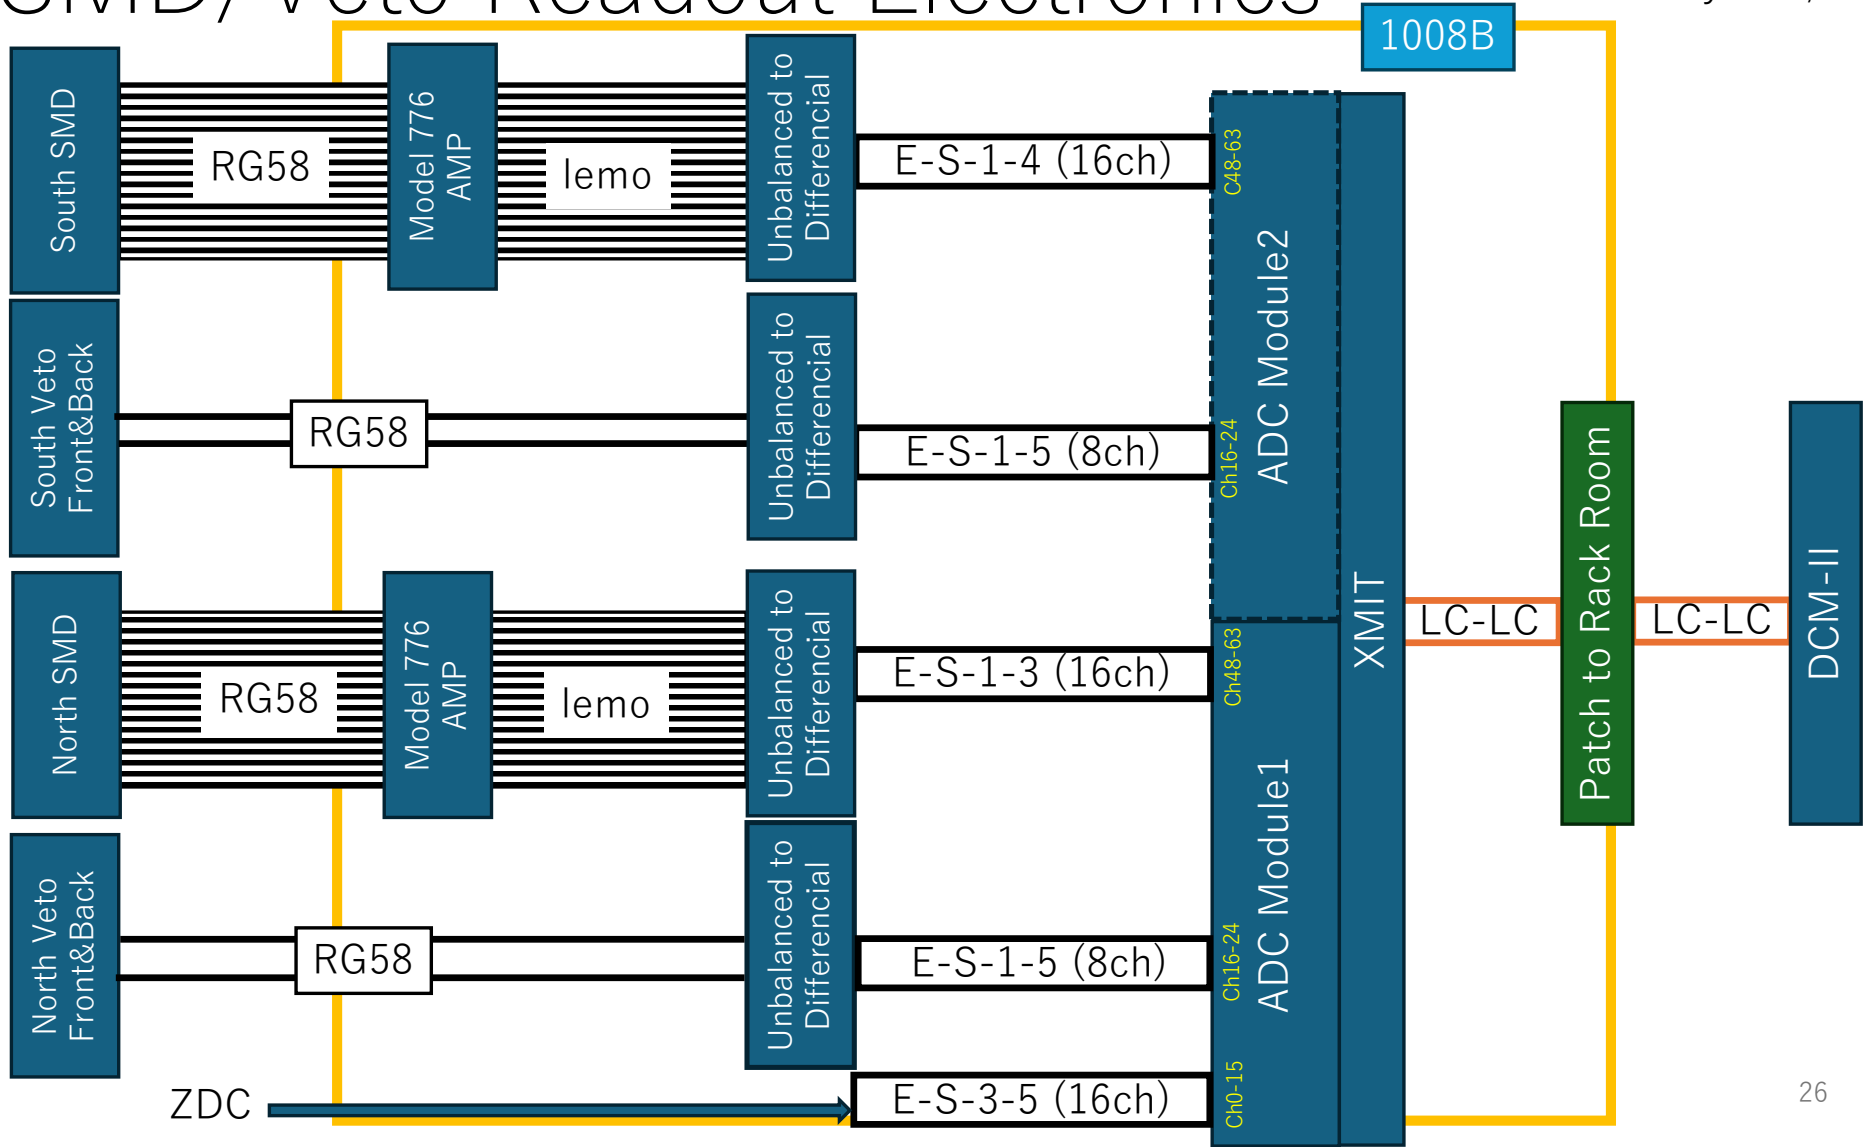 SMD/Veto Readout Electronics
1008B
South SMD
RG58
Model 776
AMP
lemo
Unbalanced to
Differencial
E-S-1-4 (16ch)
C48-63
ADC Module2
South Veto
Front&Back
RG58
Unbalanced to
Differencial
E-S-1-5 (8ch)
Ch16-24
North SMD
RG58
Model 776
AMP
lemo
Unbalanced to
Differencial
E-S-1-3 (16ch)
Ch48-63
ADC Module1
XMIT
LC-LC
Patch to Rack Room
LC-LC
DCM-II
North Veto
Front&Back
RG58
Unbalanced to
Differencial
E-S-1-5 (8ch)
Ch16-24
ZDC
E-S-3-5 (16ch)
Ch0-15
26